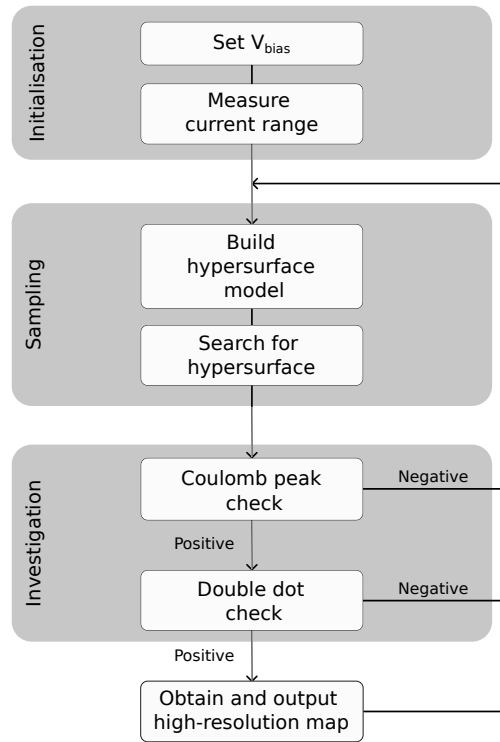 Initialisation
Set Vbias
Measure
current range
Sampling
Build
hypersurface
model
Search for
hypersurface
Investigation
Coulomb peak
check
Negative
Positive
Double dot
check
Negative
Positive
Obtain and output
high-resolution map